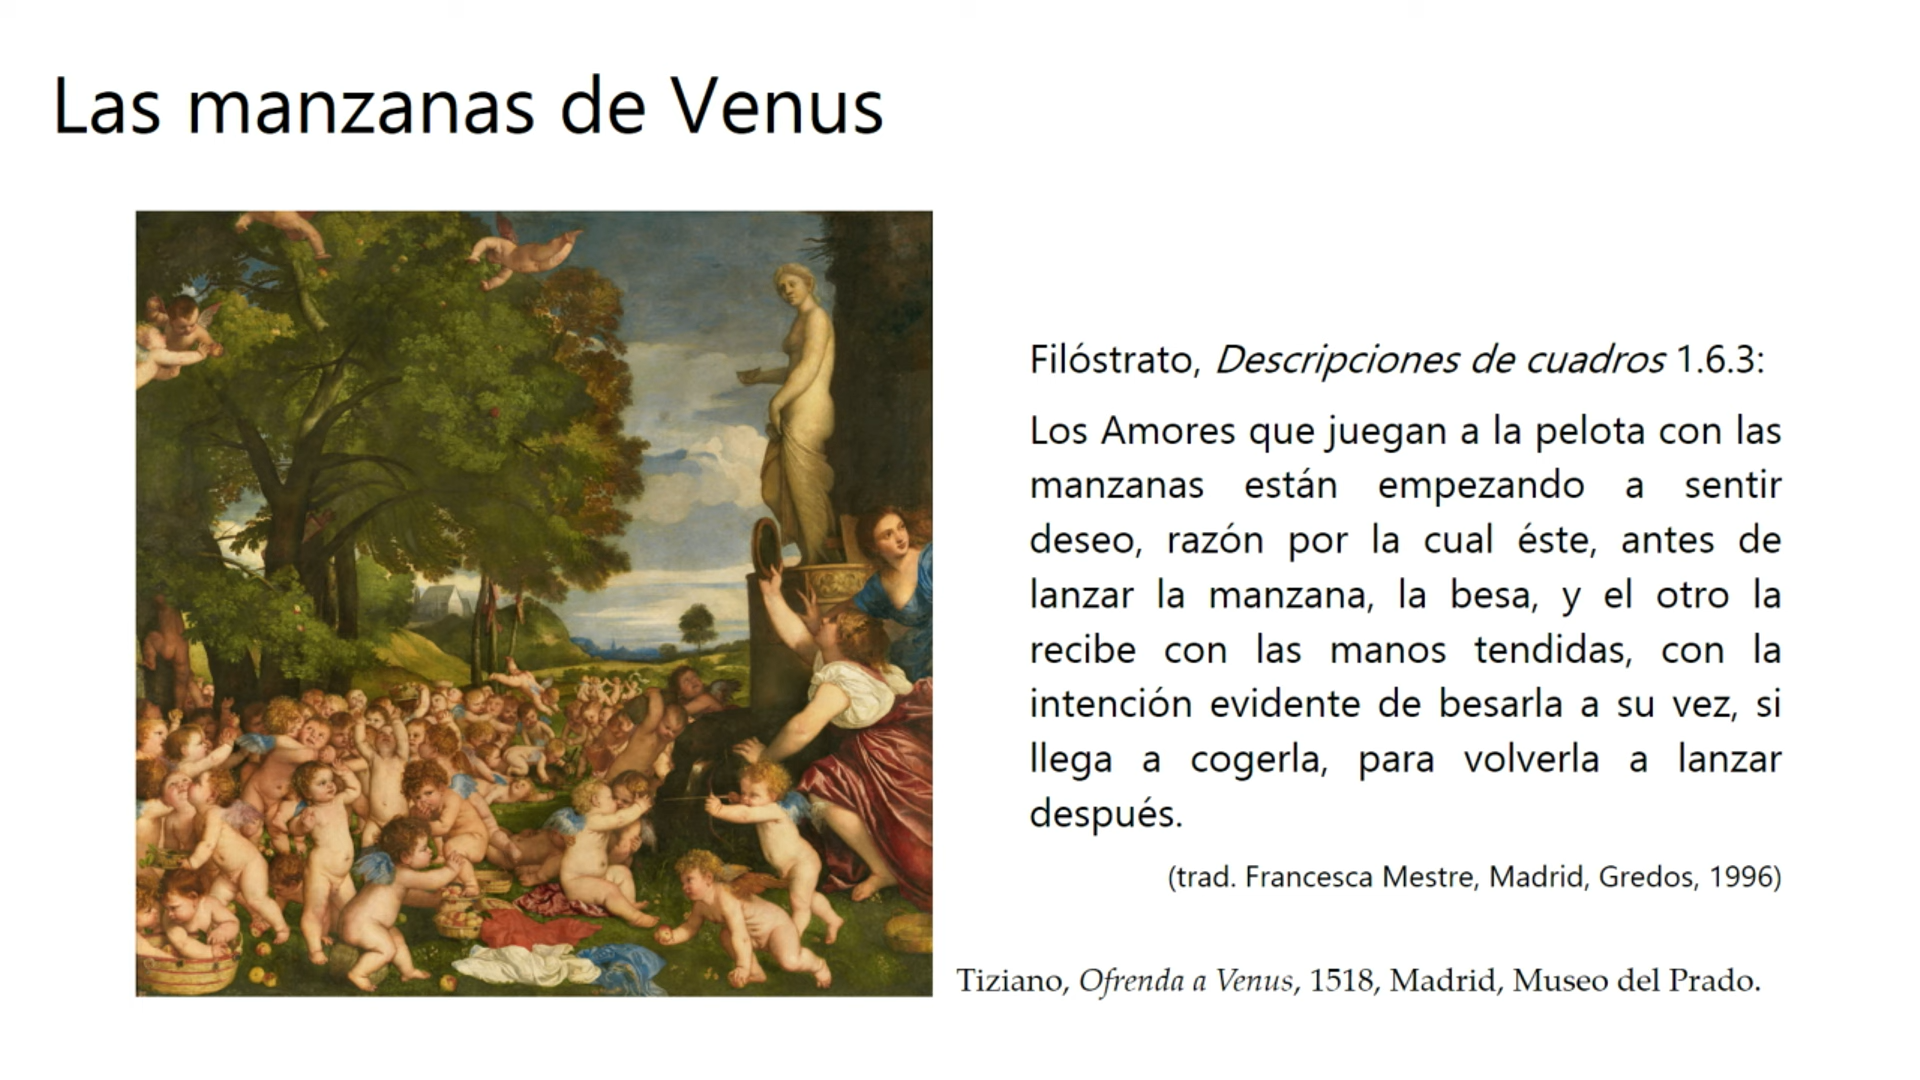 Las manzanas de Venus
Filóstrato, Descripciones de cuadros 1.6.3:
Los Amores que juegan a la pelota con las
manzanas están empezando a sentir
deseo, razón por la cual éste, antes de
lanzar la manzana, la besa, y el otro la
recibe con las manos tendidas, con la
intención evidente de besarla a su vez, si
llega a cogerla, para volverla a lanzar
después.
(trad. Francesca Mestre, Madrid, Gredos, 1996)
Tiziano, Ofrenda a Venus, 1518, Madrid, Museo del Prado.